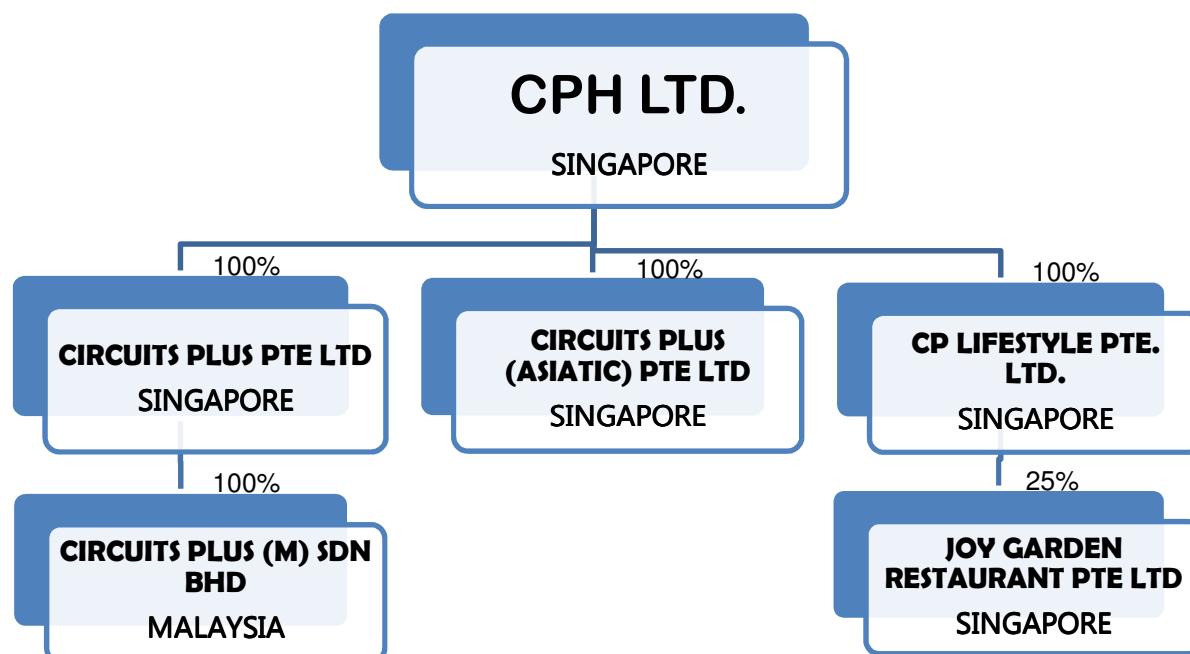 CPH LTD.
SINGAPORE
100%
100%
100%
CIRCUITS PLUS PTE LTD
SINGAPORE
CIRCUITS PLUS
(ASIATIC) PTE LTD
SINGAPORE
CP LIFESTYLE PTE.
LTD.
SINGAPORE
100%
25%
CIRCUITS PLUS (M) SDN
BHD
MALAYSIA
JOY GARDEN
RESTAURANT PTE LTD
SINGAPORE